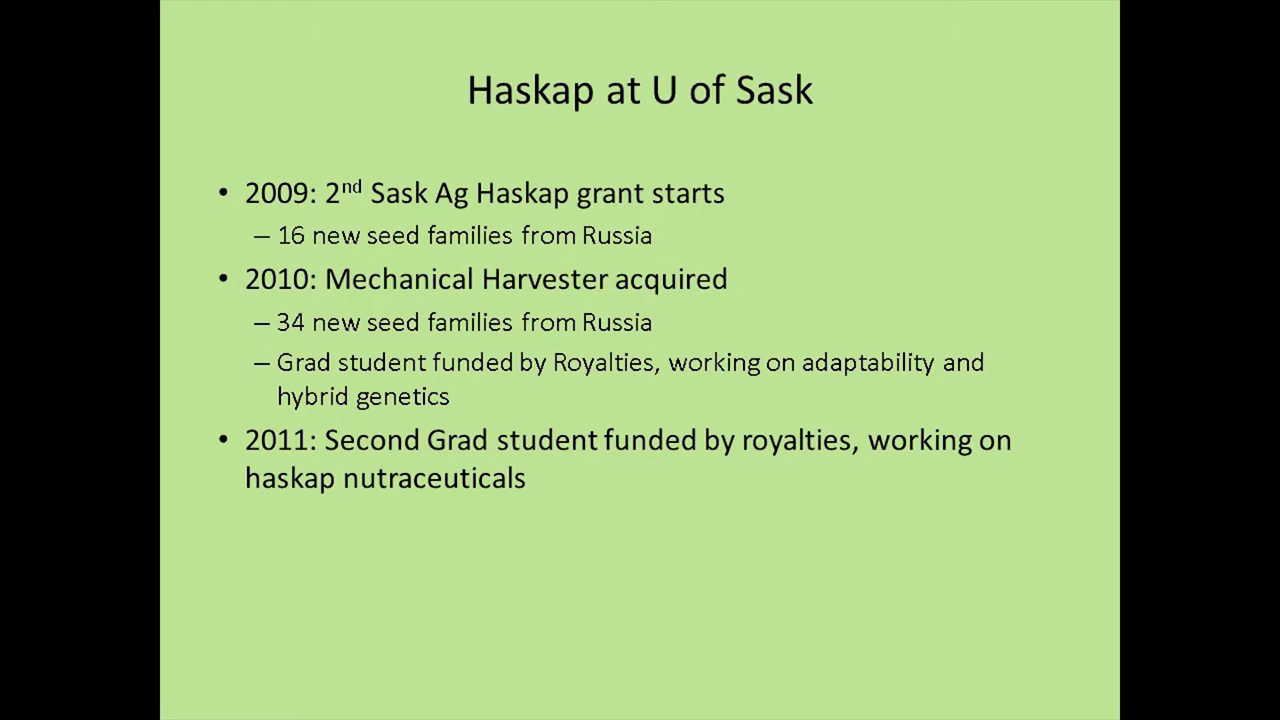 Haskap at U of Sask
• 2009: 2nd Sask Ag Haskap grant starts
– 16 new seed families from Russia
• 2010: Mechanical Harvester acquired
– 34 new seed families from Russia
– Grad student funded by Royalties, working on adaptability and
hybrid genetics
• 2011: Second Grad student funded by royalties, working on
haskap nutraceuticals